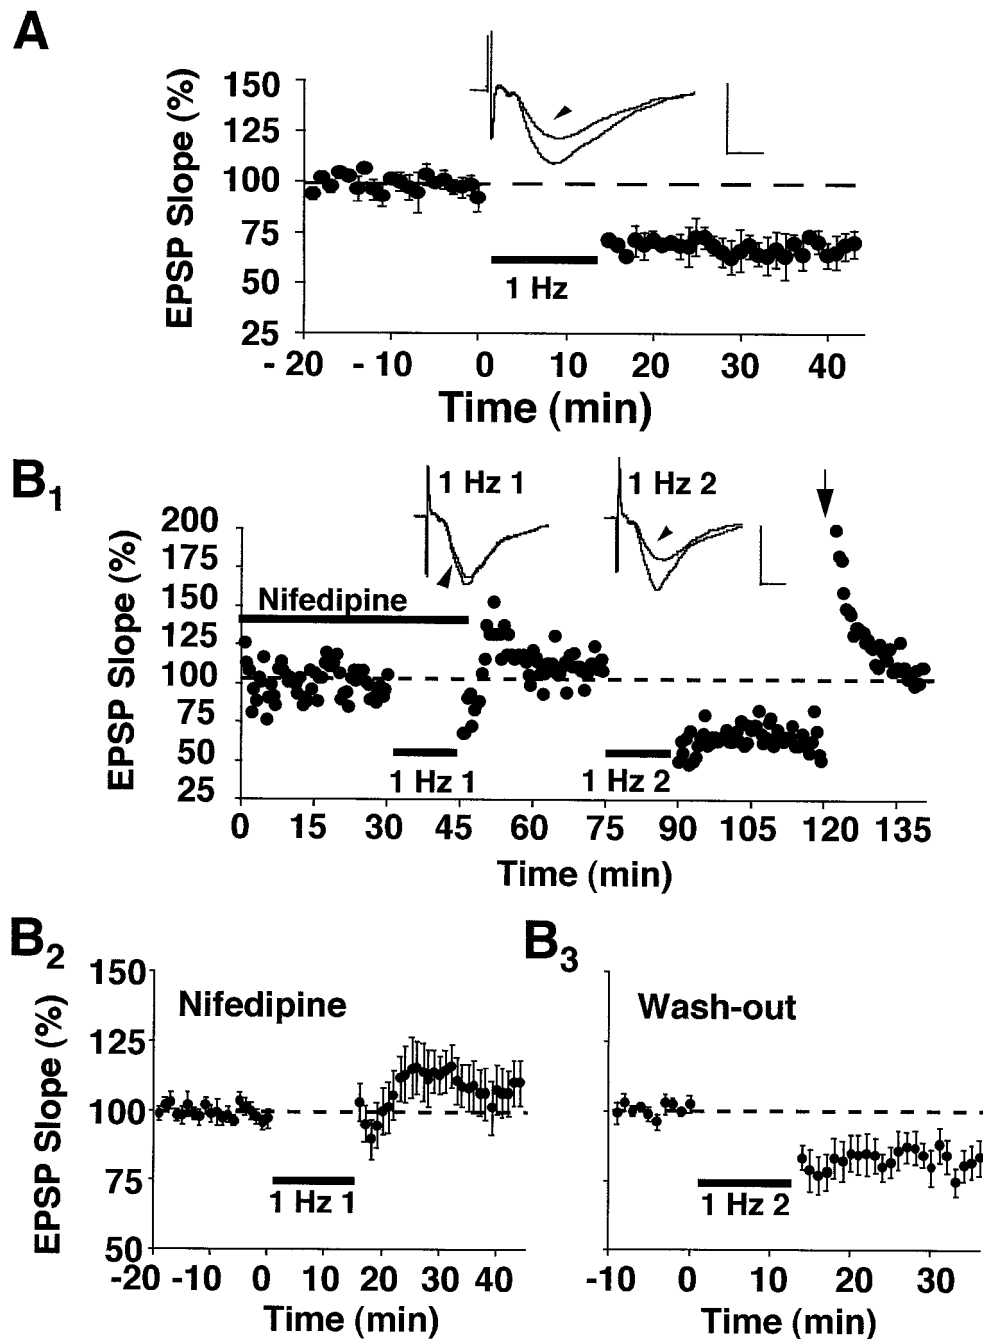 A
EPSP Slope (%)
150
125
100
75
50
25
1 Hz
- 20 - 10 0 10 20 30 40
Time (min)
B1
EPSP Slope (%)
200
175
150
125
100
75
50
25
1 Hz 1
1 Hz 2
Nifedipine
1 Hz 1
1 Hz 2
0 15 30 45 60 75 90 105 120 135
Time (min)
B2
EPSP Slope (%)
150
125
100
75
50
Nifedipine
1 Hz 1
-20 -10 0 10 20 30 40
Time (min)
B3
Wash-out
1 Hz 2
-10 0 10 20 30
Time (min)